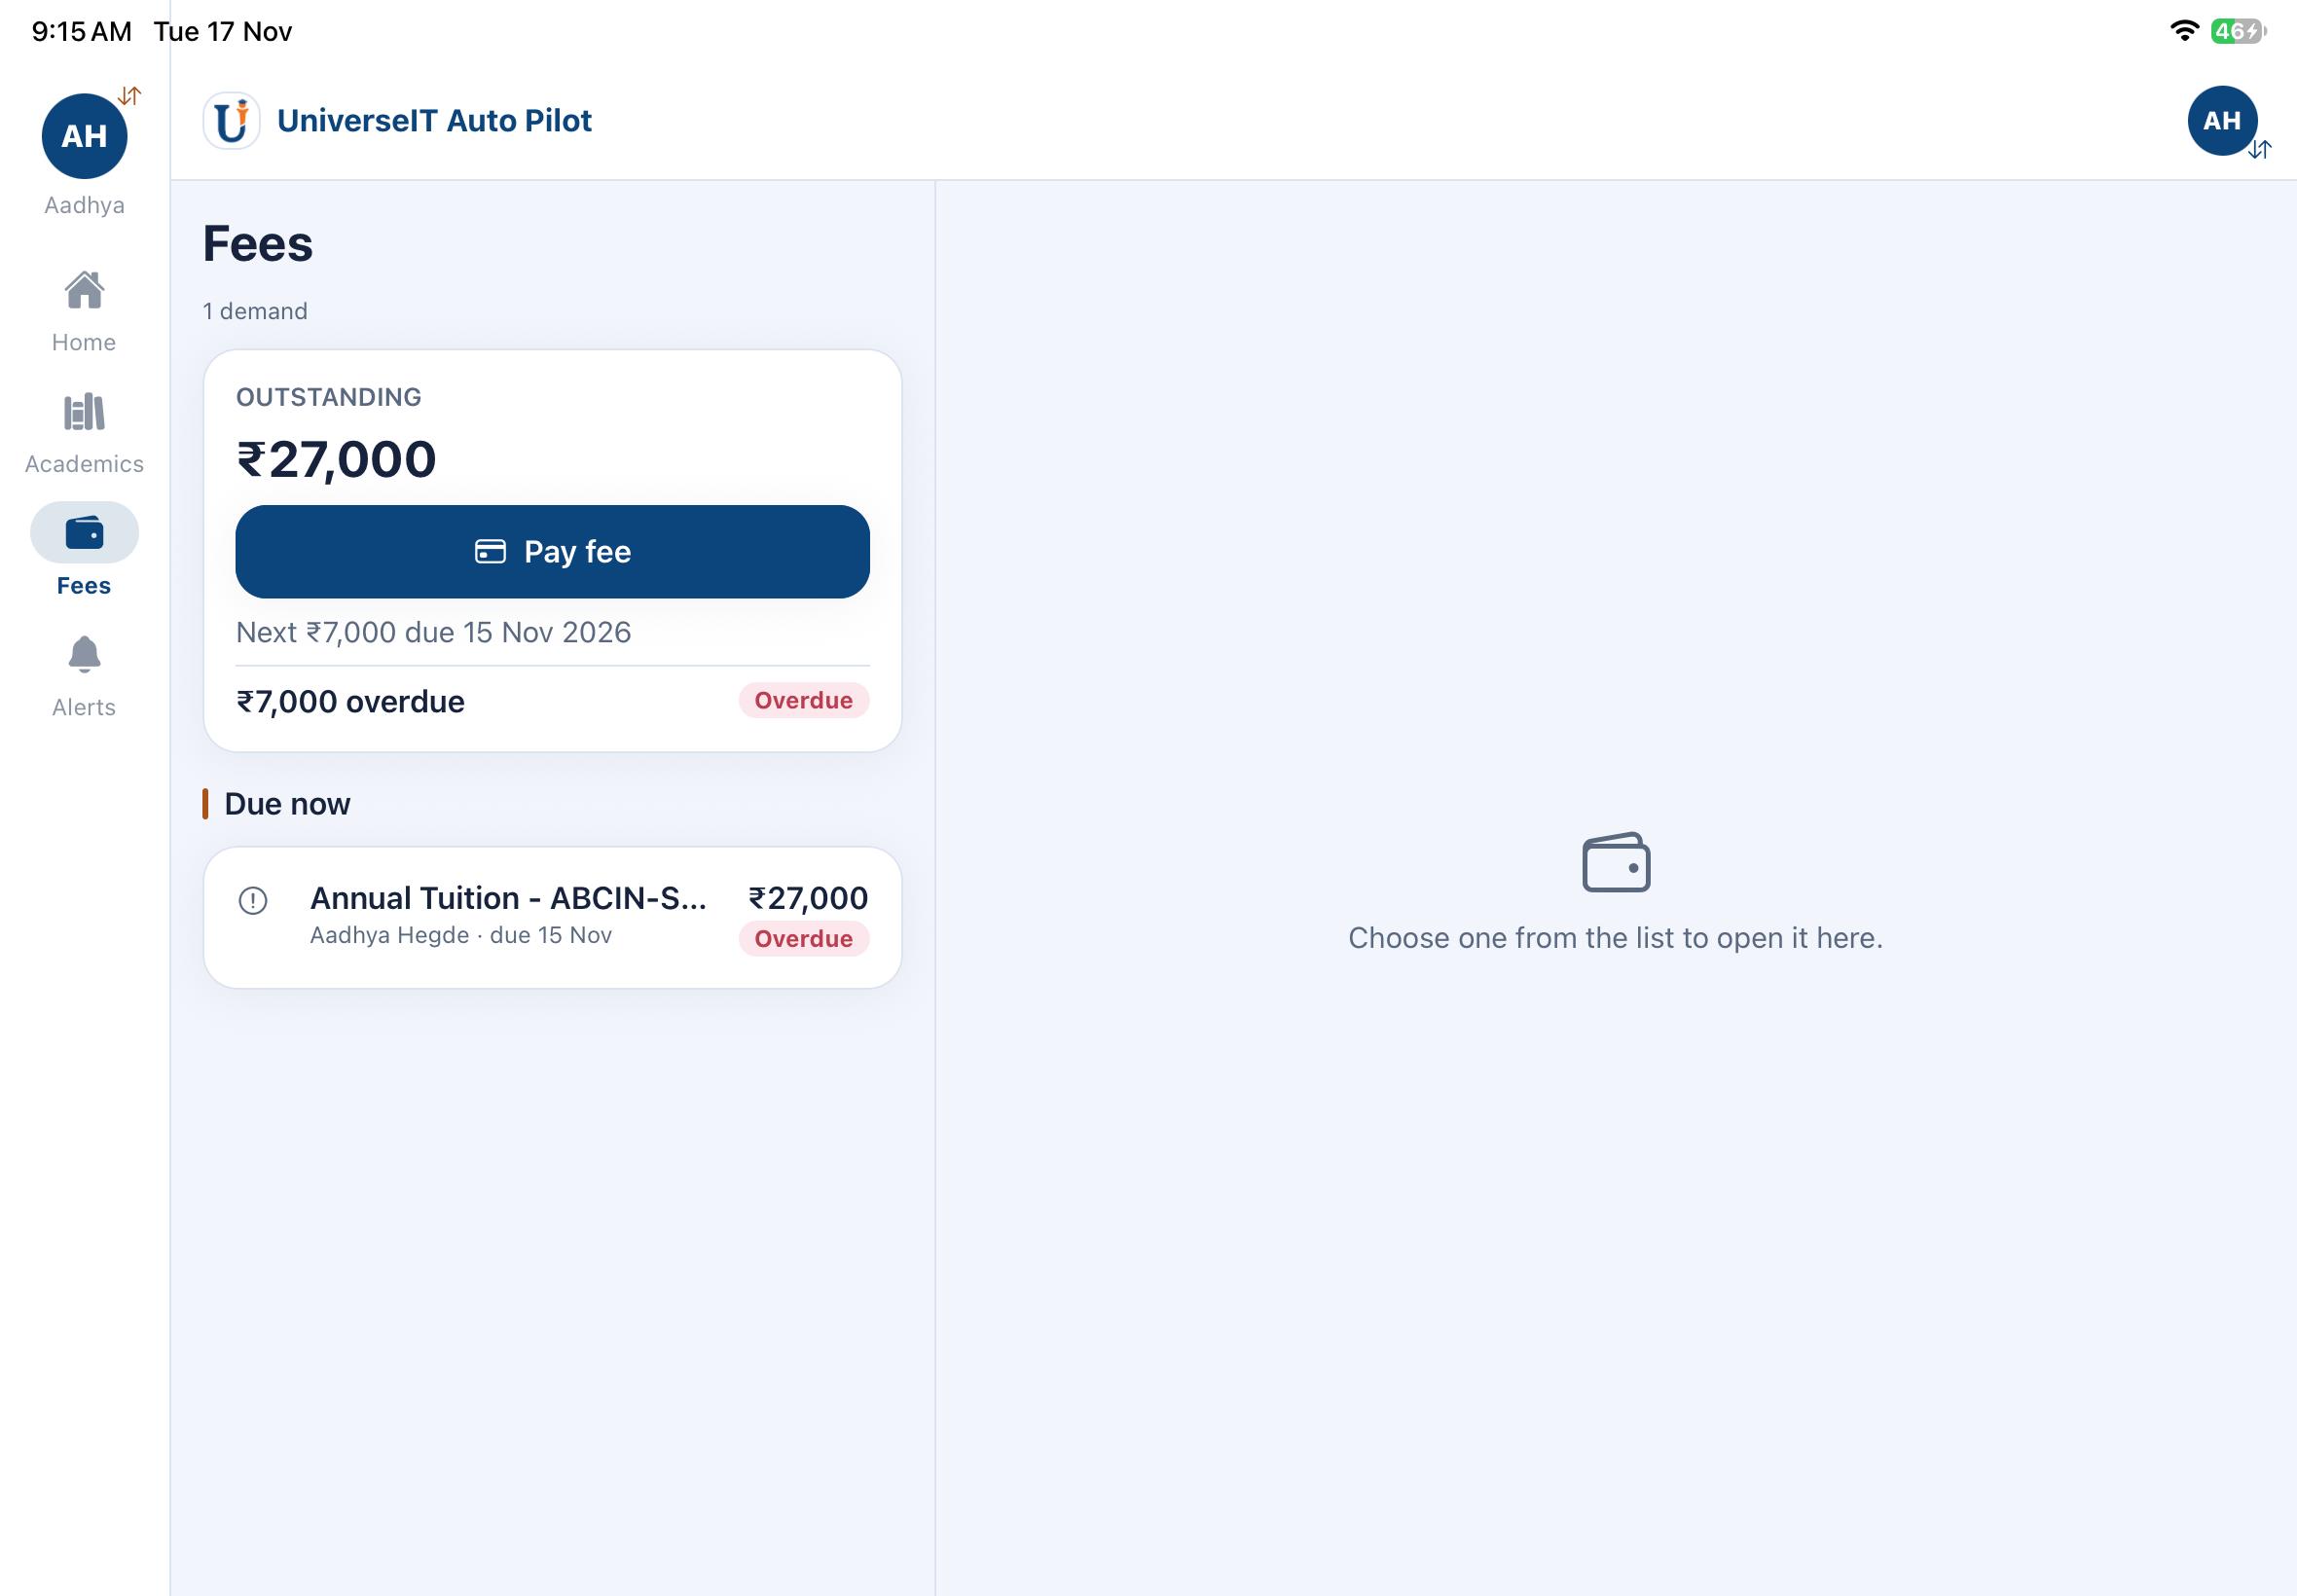 9:15 AM Tue 17 Nov
46
AH
Aadhya
Home
Academics
Fees
Alerts
UniverseIT Auto Pilot
AH
Fees
1 demand
OUTSTANDING
₹27,000
Pay fee
Next ₹7,000 due 15 Nov 2026
₹7,000 overdue
Overdue
Due now
Annual Tuition - ABCIN-S...
₹27,000
Aadhya Hegde · due 15 Nov
Overdue
Choose one from the list to open it here.